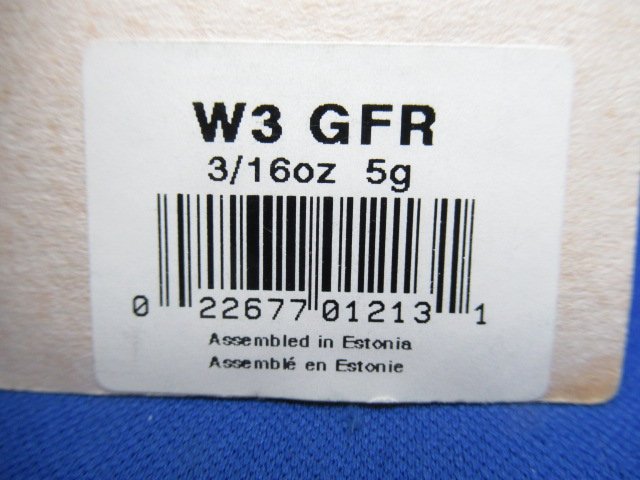 W3 GFR
3/16oz 5g
0 22677 01213 1
Assembled in Estonia
Assemblé en Estonie